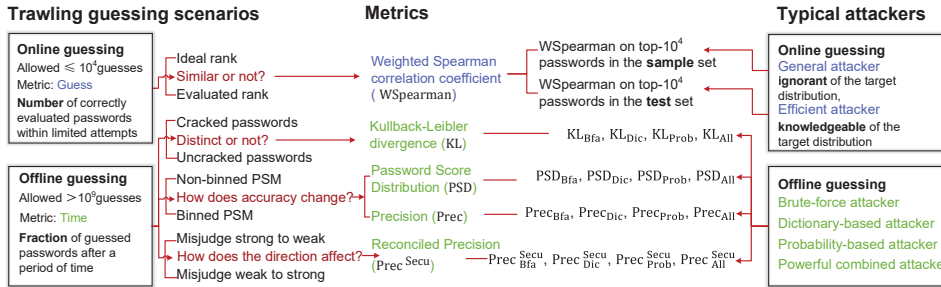 Trawling guessing scenarios
Metrics
Typical attackers
Online guessing
Allowed ⩽ 10⁴guesses
Metric: Guess
Number of correctly
evaluated passwords
within limited attempts
Offline guessing
Allowed >10⁹guesses
Metric: Time
Fraction of guessed
passwords after a
period of time
Ideal rank
Similar or not?
Evaluated rank
Cracked passwords
Distinct or not?
Uncracked passwords
Non-binned PSM
How does accuracy change?
Binned PSM
Misjudge strong to weak
How does the direction affect?
Misjudge weak to strong
Weighted Spearman
correlation coefficient
( WSpearman)
Kullback-Leibler
divergence (KL)
Password Score
Distribution (PSD)
Precision (Prec)
Reconciled Precision
(Prec Secu)
WSpearman on top-10⁴
passwords in the sample set
WSpearman on top-10⁴
passwords in the test set
KL_Bfa, KL_Dic, KL_Prob, KL_All
PSD_Bfa, PSD_Dic, PSD_Prob, PSD_All
Prec_Bfa, Prec_Dic, Prec_Prob, Prec_All
Prec^Secu_Bfa, Prec^Secu_Dic, Prec^Secu_Prob, Prec^Secu_All
Online guessing
General attacker
ignorant of the target
distribution,
Efficient attacker
knowledgeable of the
target distribution
Offline guessing
Brute-force attacker
Dictionary-based attacker
Probability-based attacker
Powerful combined attacke